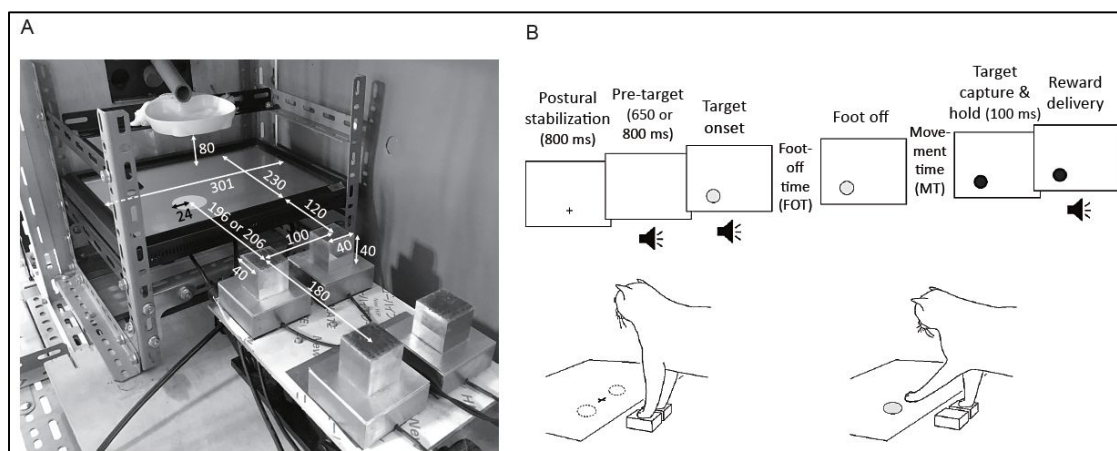 A
80
301
230
24
196 or 206
120
100
40
40
40
180
B
Postural
stabilization
(800 ms)
Pre-target
(650 or
800 ms)
Target
onset
Foot-
off
time
(FOT)
Foot off
Move-
ment
time
(MT)
Target
capture &
hold (100 ms)
Reward
delivery